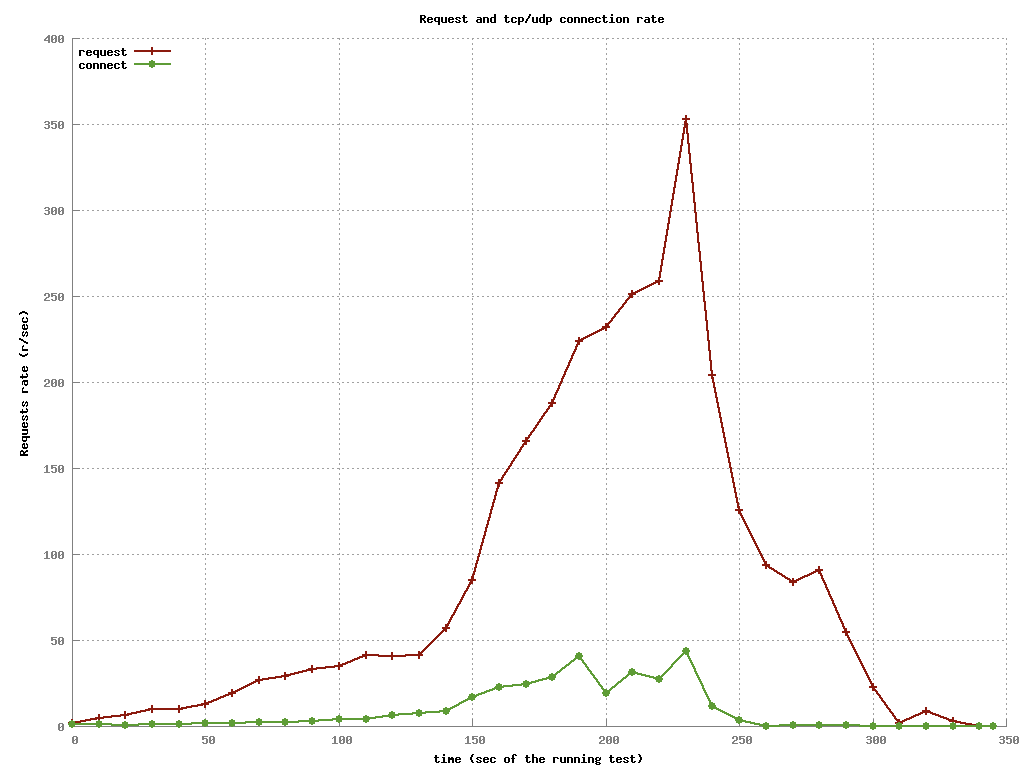 Request and tcp/udp connection rate
400
request
connect
350
300
250
200
150
100
50
0
Requests rate (r/sec)
0 50 100 150 200 250 300 350
time (sec of the running test)